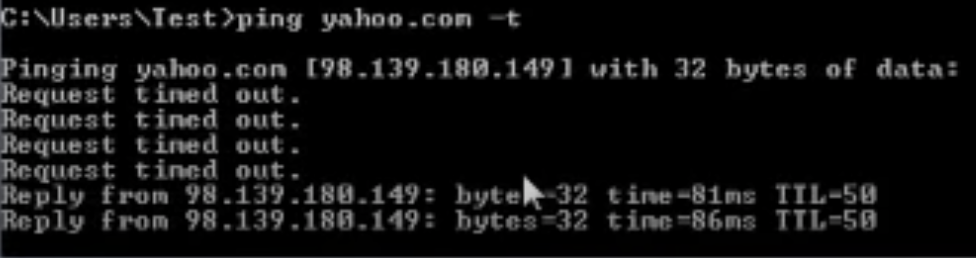 C:\Users\Test>ping yahoo.com -t
Pinging yahoo.com [98.139.180.149] with 32 bytes of data:
Request timed out.
Request timed out.
Request timed out.
Request timed out.
Reply from 98.139.180.149: bytes=32 time=81ms TTL=50
Reply from 98.139.180.149: bytes=32 time=86ms TTL=50